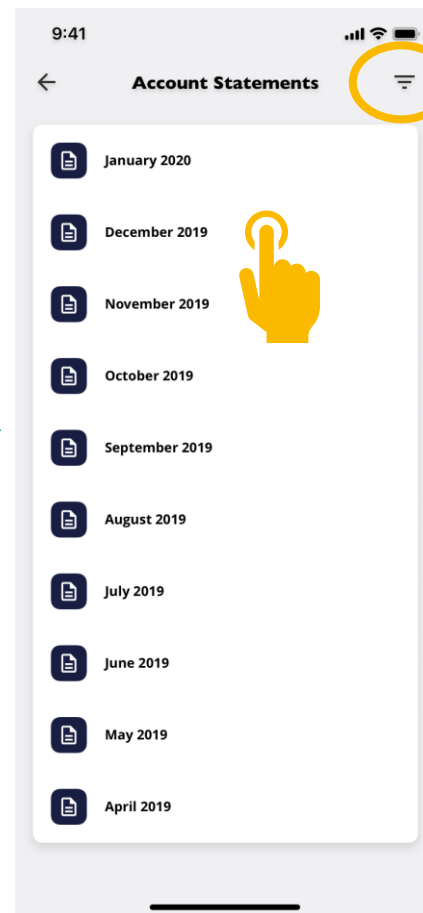 9:41
Account Statements
January 2020
December 2019
November 2019
October 2019
September 2019
August 2019
July 2019
June 2019
May 2019
April 2019